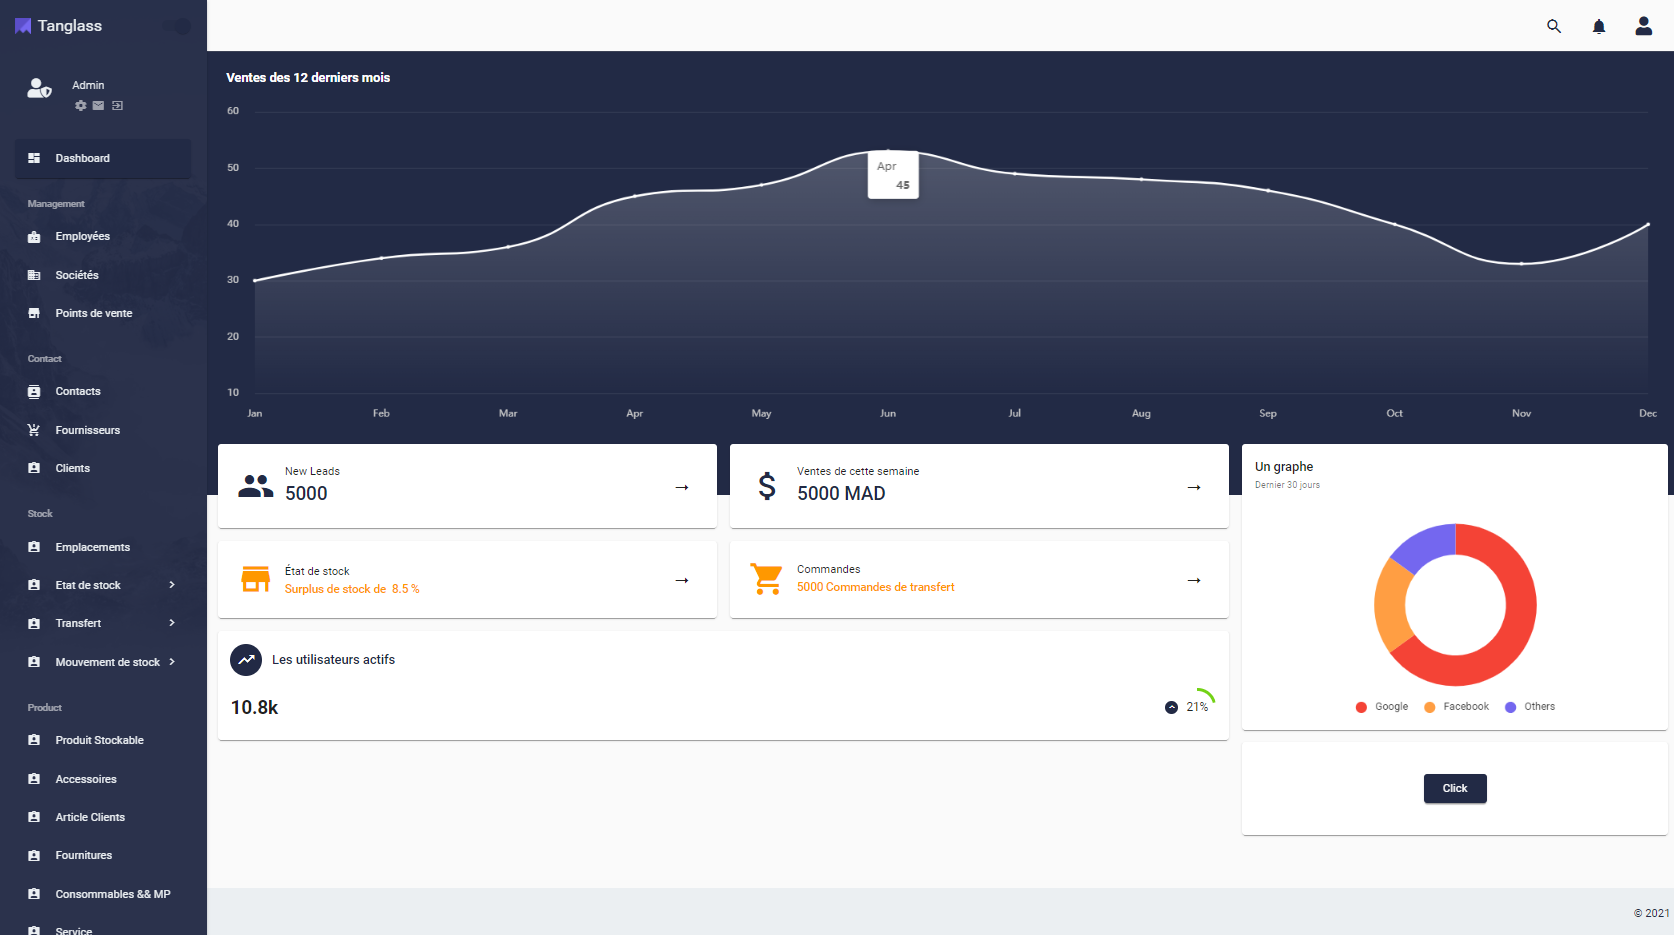 Tanglass
Admin
Dashboard
Management
Employées
Sociétés
Points de vente
Contact
Contacts
Fournisseurs
Clients
Stock
Emplacements
Etat de stock
Transfert
Mouvement de stock
Product
Produit Stockable
Accessoires
Article Clients
Fournitures
Consommables && MP
Service
Ventes des 12 derniers mois
60
50
40
30
20
10
Apr
45
Jan Feb Mar Apr May Jun Jul Aug Sep Oct Nov Dec
New Leads
5000 →
Ventes de cette semaine
5000 MAD →
État de stock
Surplus de stock de 8.5 % →
Commandes
5000 Commandes de transfert →
Les utilisateurs actifs
10.8k
21%
Un graphe
Dernier 30 jours
Google Facebook Others
Click
© 2021